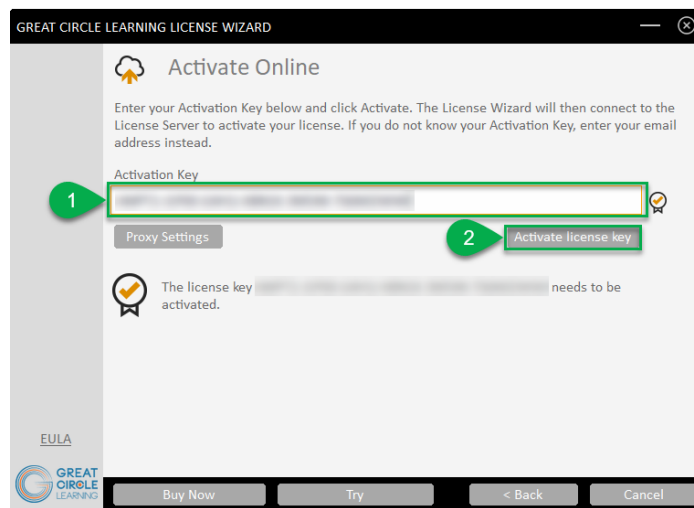 GREAT CIRCLE LEARNING LICENSE WIZARD
Activate Online
Enter your Activation Key below and click Activate. The License Wizard will then connect to the
License Server to activate your license. If you do not know your Activation Key, enter your email
address instead.
Activation Key
1
Proxy Settings
2
Activate license key
The license key needs to be
activated.
EULA
GREAT
CIRCLE
LEARNING
Buy Now
Try
< Back
Cancel